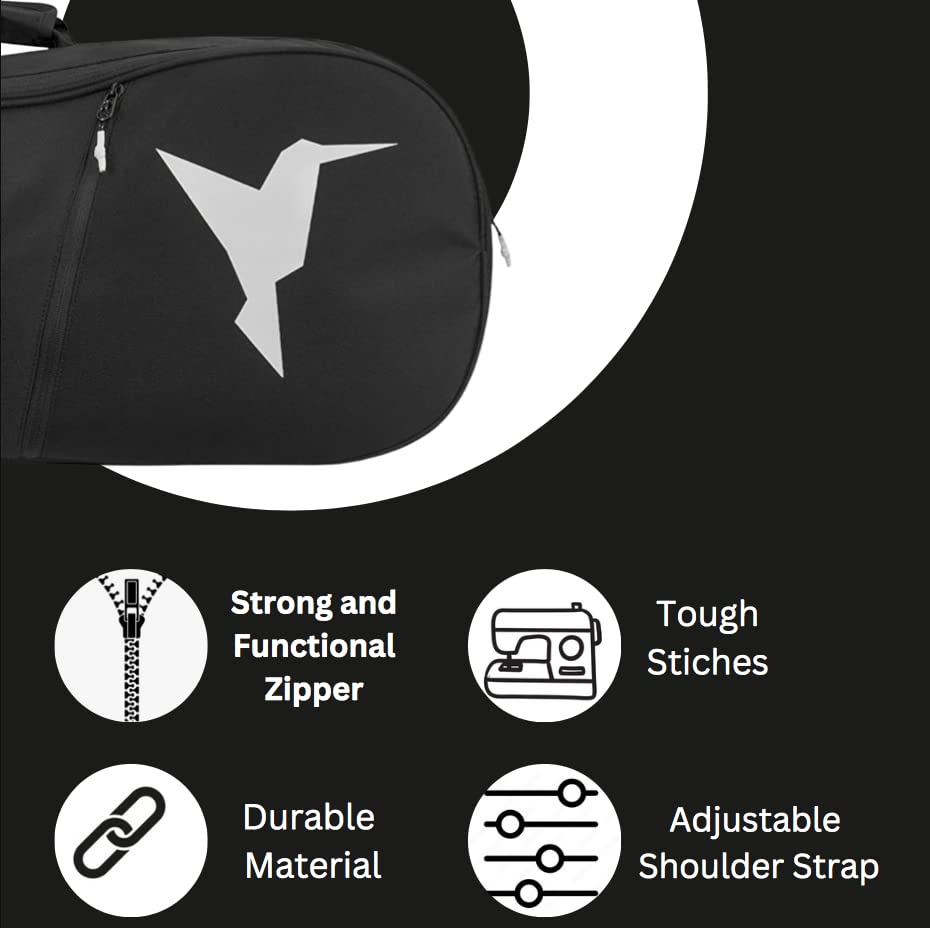 Strong and
Functional
Zipper
Tough
Stiches
Durable
Material
Adjustable
Shoulder Strap